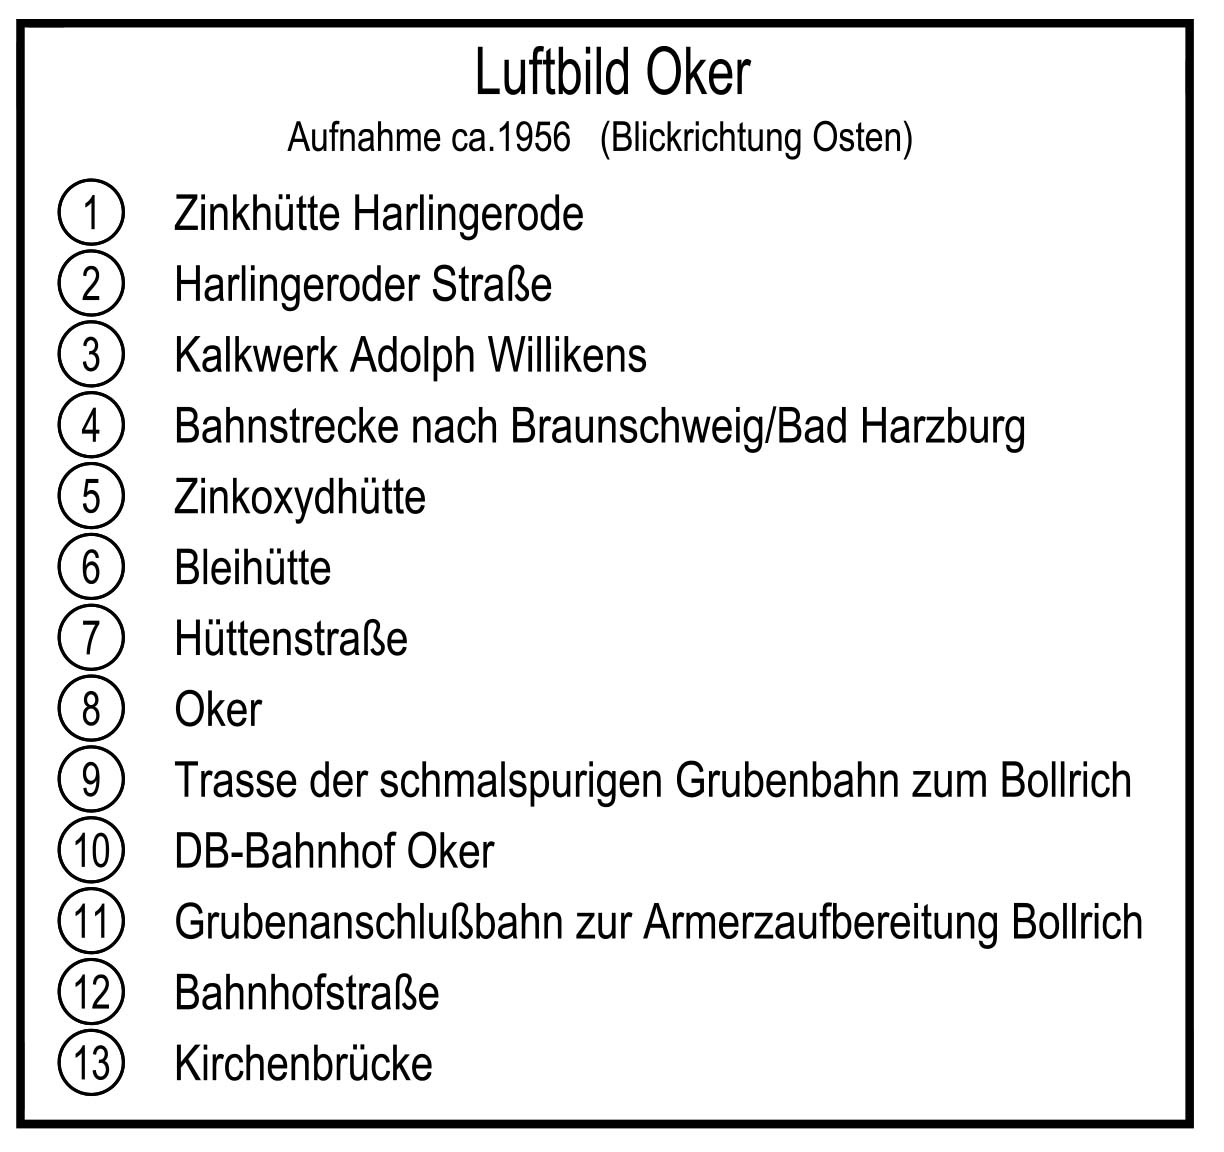 Luftbild Oker
Aufnahme ca.1956 (Blickrichtung Osten)
1 Zinkhütte Harlingerode
2 Harlingeroder Straße
3 Kalkwerk Adolph Willikens
4 Bahnstrecke nach Braunschweig/Bad Harzburg
5 Zinkoxydhütte
6 Bleihütte
7 Hüttenstraße
8 Oker
9 Trasse der schmalspurigen Grubenbahn zum Bollrich
10 DB-Bahnhof Oker
11 Grubenanschlußbahn zur Armerzaufbereitung Bollrich
12 Bahnhofstraße
13 Kirchenbrücke